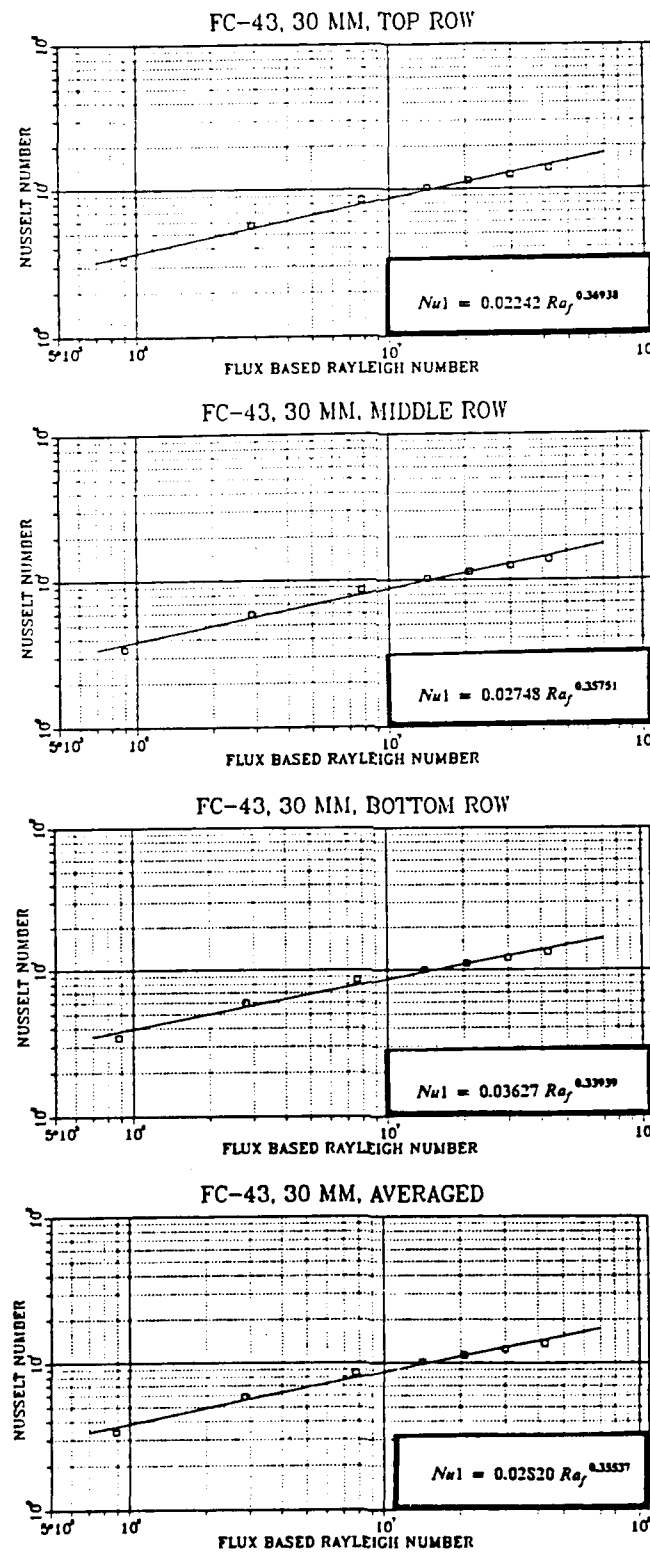 FC-43, 30 MM, TOP ROW
NUSSELT NUMBER
Nu1 = 0.02242 Ra_f^0.36938
FLUX BASED RAYLEIGH NUMBER
FC-43, 30 MM, MIDDLE ROW
NUSSELT NUMBER
Nu1 = 0.02748 Ra_f^0.35751
FLUX BASED RAYLEIGH NUMBER
FC-43, 30 MM, BOTTOM ROW
NUSSELT NUMBER
Nu1 = 0.03627 Ra_f^0.33939
FLUX BASED RAYLEIGH NUMBER
FC-43, 30 MM, AVERAGED
NUSSELT NUMBER
Nu1 = 0.02820 Ra_f^0.35537
FLUX BASED RAYLEIGH NUMBER